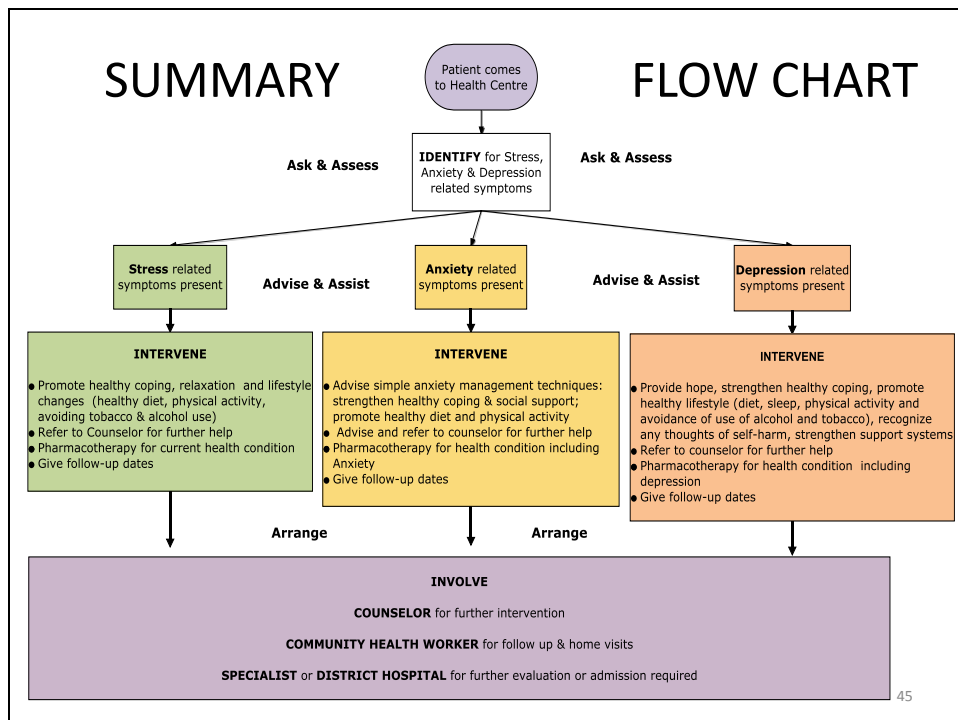 SUMMARY
FLOW CHART
Patient comes
to Health Centre
Ask & Assess
IDENTIFY for Stress,
Anxiety & Depression
related symptoms
Ask & Assess
Stress related
symptoms present
Advise & Assist
Anxiety related
symptoms present
Advise & Assist
Depression related
symptoms present
INTERVENE
● Promote healthy coping, relaxation and lifestyle
changes (healthy diet, physical activity,
avoiding tobacco & alcohol use)
● Refer to Counselor for further help
● Pharmacotherapy for current health condition
● Give follow-up dates
INTERVENE
● Advise simple anxiety management techniques:
strengthen healthy coping & social support;
promote healthy diet and physical activity
● Advise and refer to counselor for further help
● Pharmacotherapy for health condition including
Anxiety
● Give follow-up dates
INTERVENE
● Provide hope, strengthen healthy coping, promote
healthy lifestyle (diet, sleep, physical activity and
avoidance of use of alcohol and tobacco), recognize
any thoughts of self-harm, strengthen support systems
● Refer to counselor for further help
● Pharmacotherapy for health condition including
depression
● Give follow-up dates
Arrange
Arrange
INVOLVE
COUNSELOR for further intervention
COMMUNITY HEALTH WORKER for follow up & home visits
SPECIALIST or DISTRICT HOSPITAL for further evaluation or admission required
45